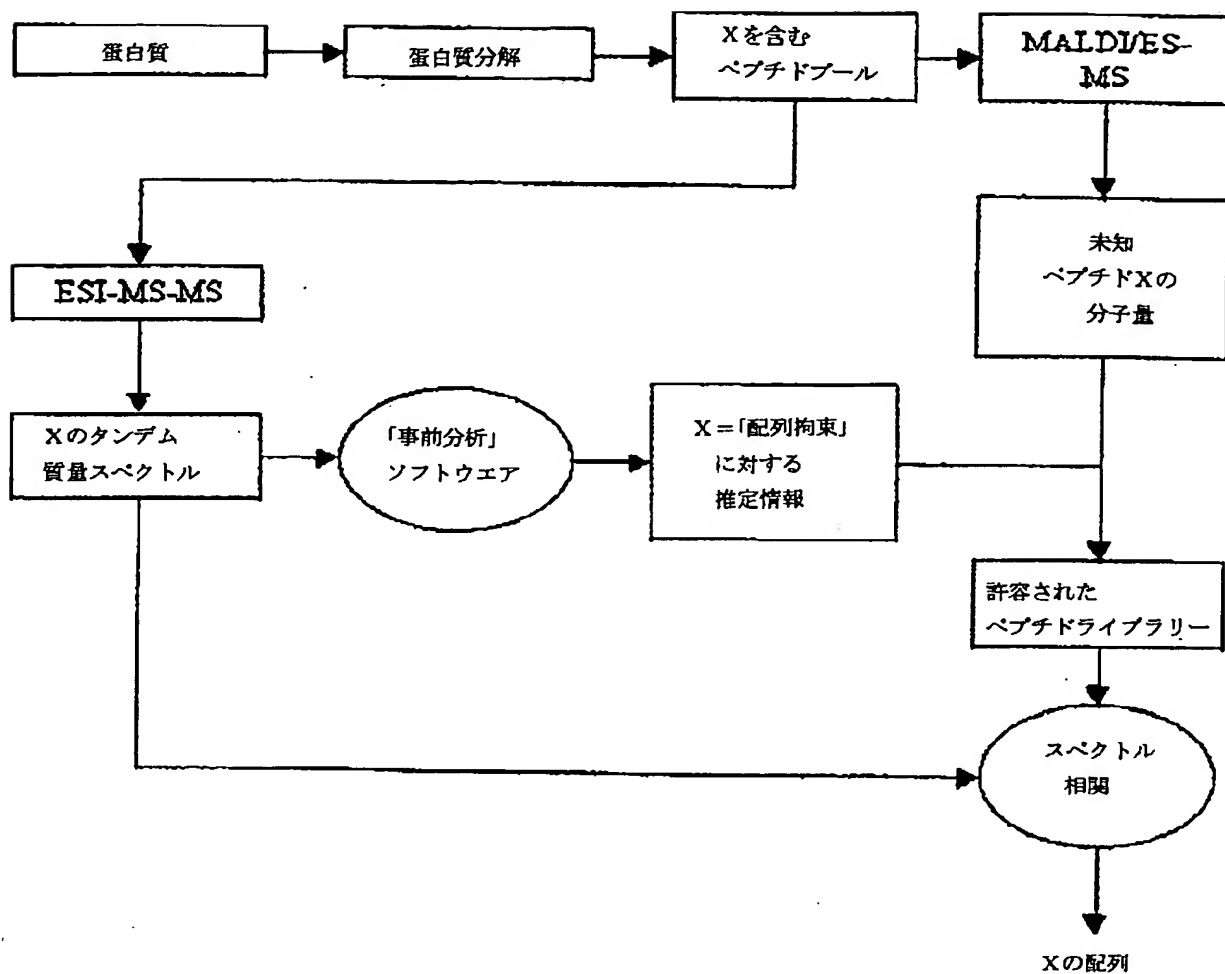 蛋白質
蛋白質分解
Xを含む
ペプチドプール
MALDI/ES-
MS
未知
ペプチドXの
分子量
ESI-MS-MS
Xのタンデム
質量スペクトル
「事前分析」
ソフトウエア
X=「配列拘束」
に対する
推定情報
許容された
ペプチドライブラリー
スペクトル
相関
Xの配列